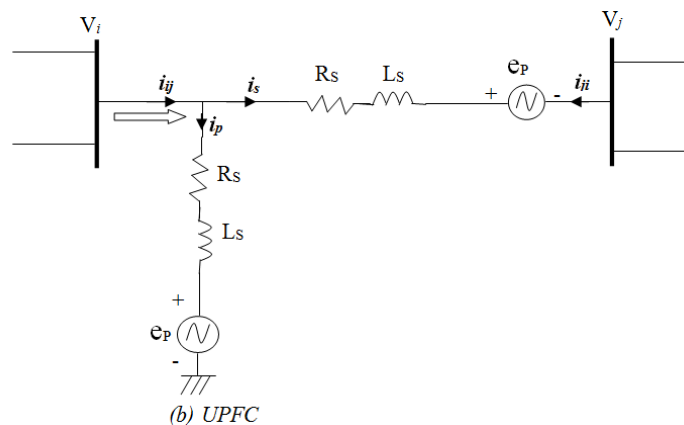 Vi Vj
iij is Rs Ls eP iji
+ -
ip
Rs
Ls
+
eP
-
(b) UPFC